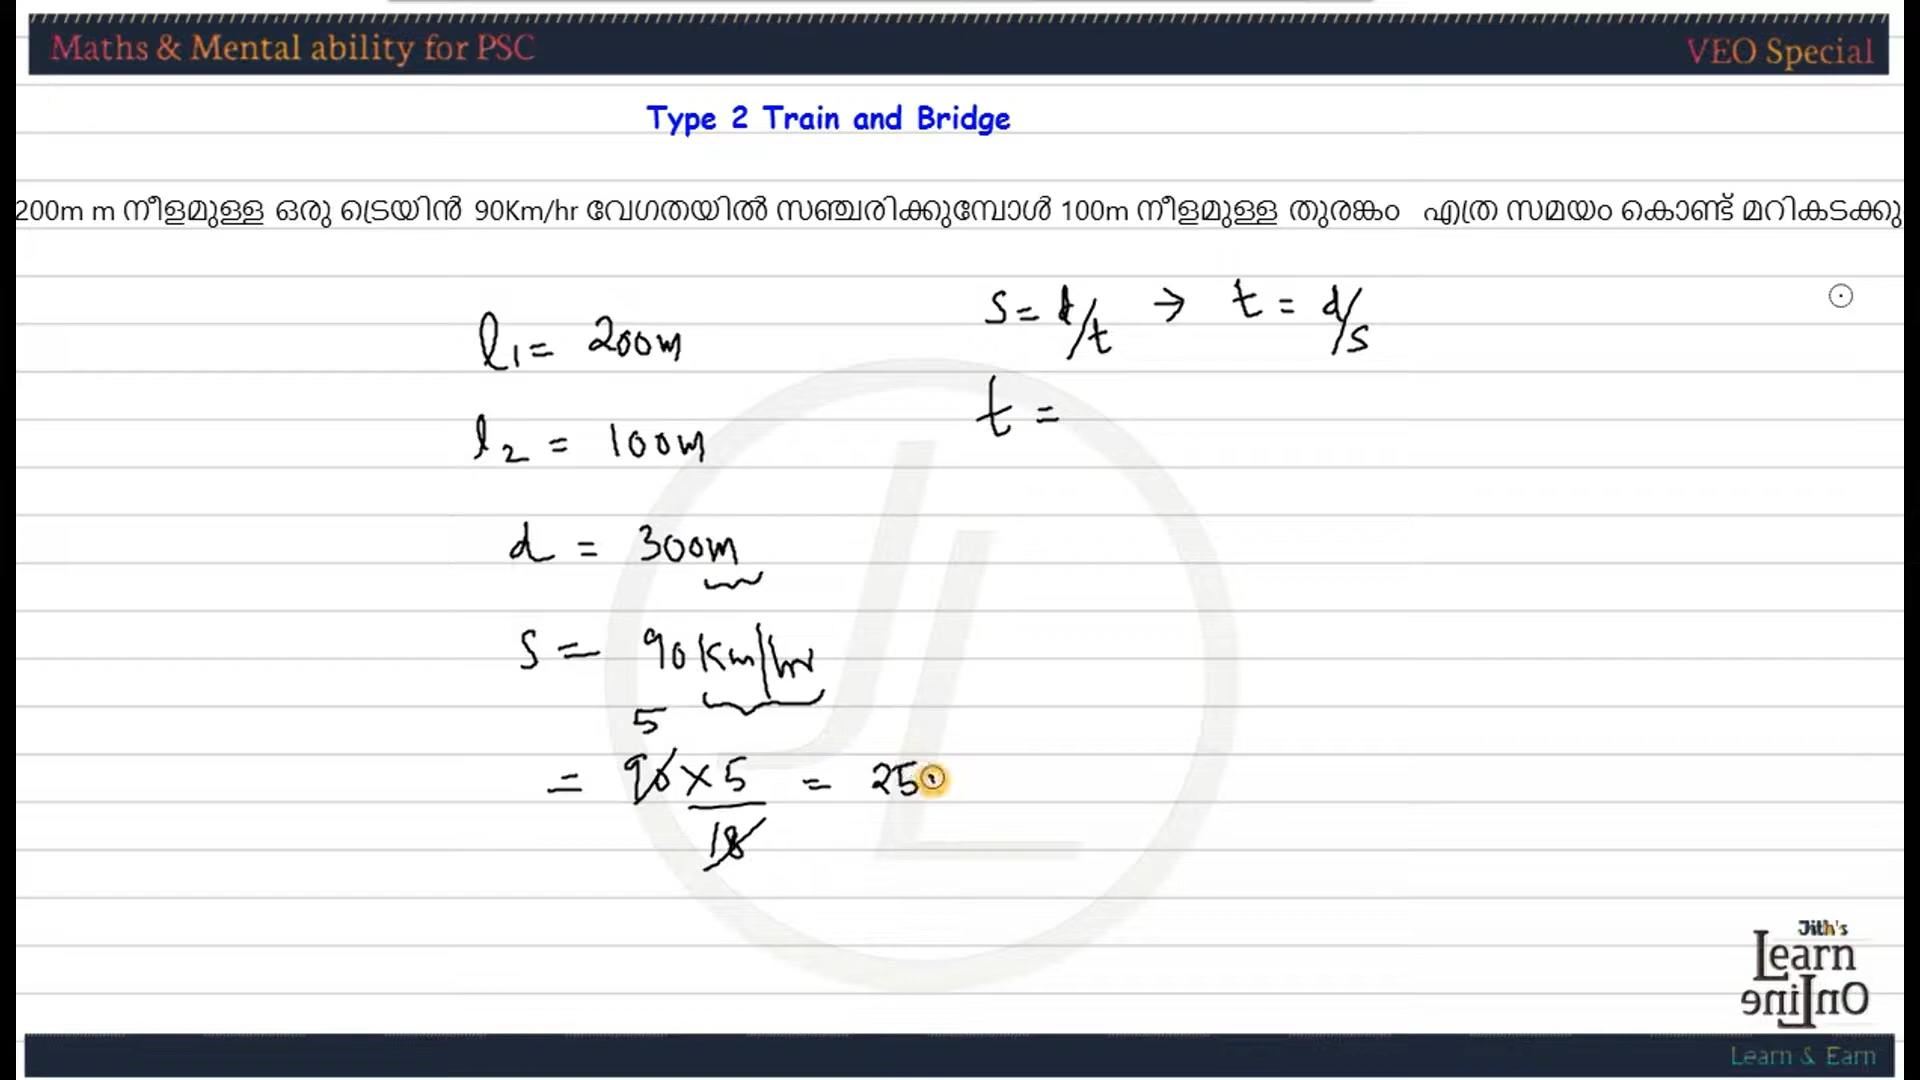 Maths & Mental ability for PSC
VEO Special
Type 2 Train and Bridge
200m m നീളമുള്ള ഒരു ട്രെയിൻ 90Km/hr വേഗതയിൽ സഞ്ചരിക്കുമ്പോൾ 100m നീളമുള്ള തുരങ്കം എത്ര സമയം കൊണ്ട് മറികടക്കു
l1 = 200m
l2 = 100m
d = 300m
s = 90 Km/hr
5
= 90 × 5 = 25
18
s = d/t → t = d/s
t =
Jith's
Learn
OnLine
Learn & Earn